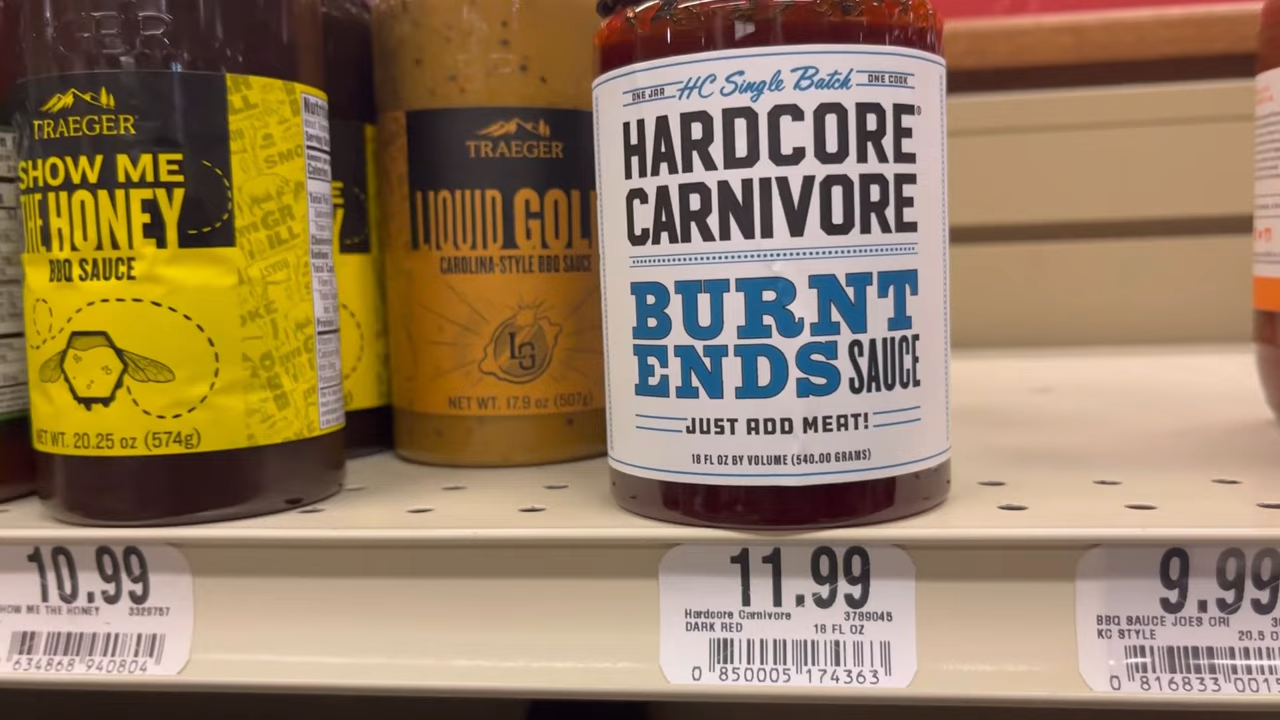 TRAEGER
SHOW ME
THE HONEY
BBQ SAUCE
NET WT. 20.25 oz (574g)
TRAEGER
LIQUID GOL
CAROLINA-STYLE BBQ SAUCE
LG
NET WT. 17.9 oz (507g)
ONE JAR HC Single Batch ONE COOK
HARDCORE®
CARNIVORE
BURNT
ENDS SAUCE
JUST ADD MEAT!
18 FL OZ BY VOLUME (540.00 GRAMS)
10.99
HOW ME THE HONEY 3329757
634868 940804
11.99
Hardcore Carnivore 3789045
DARK RED 18 FL OZ
0 850005 174363
9.99
BBQ SAUCE JOES ORI
KC STYLE 20.5 O
0 816833 001